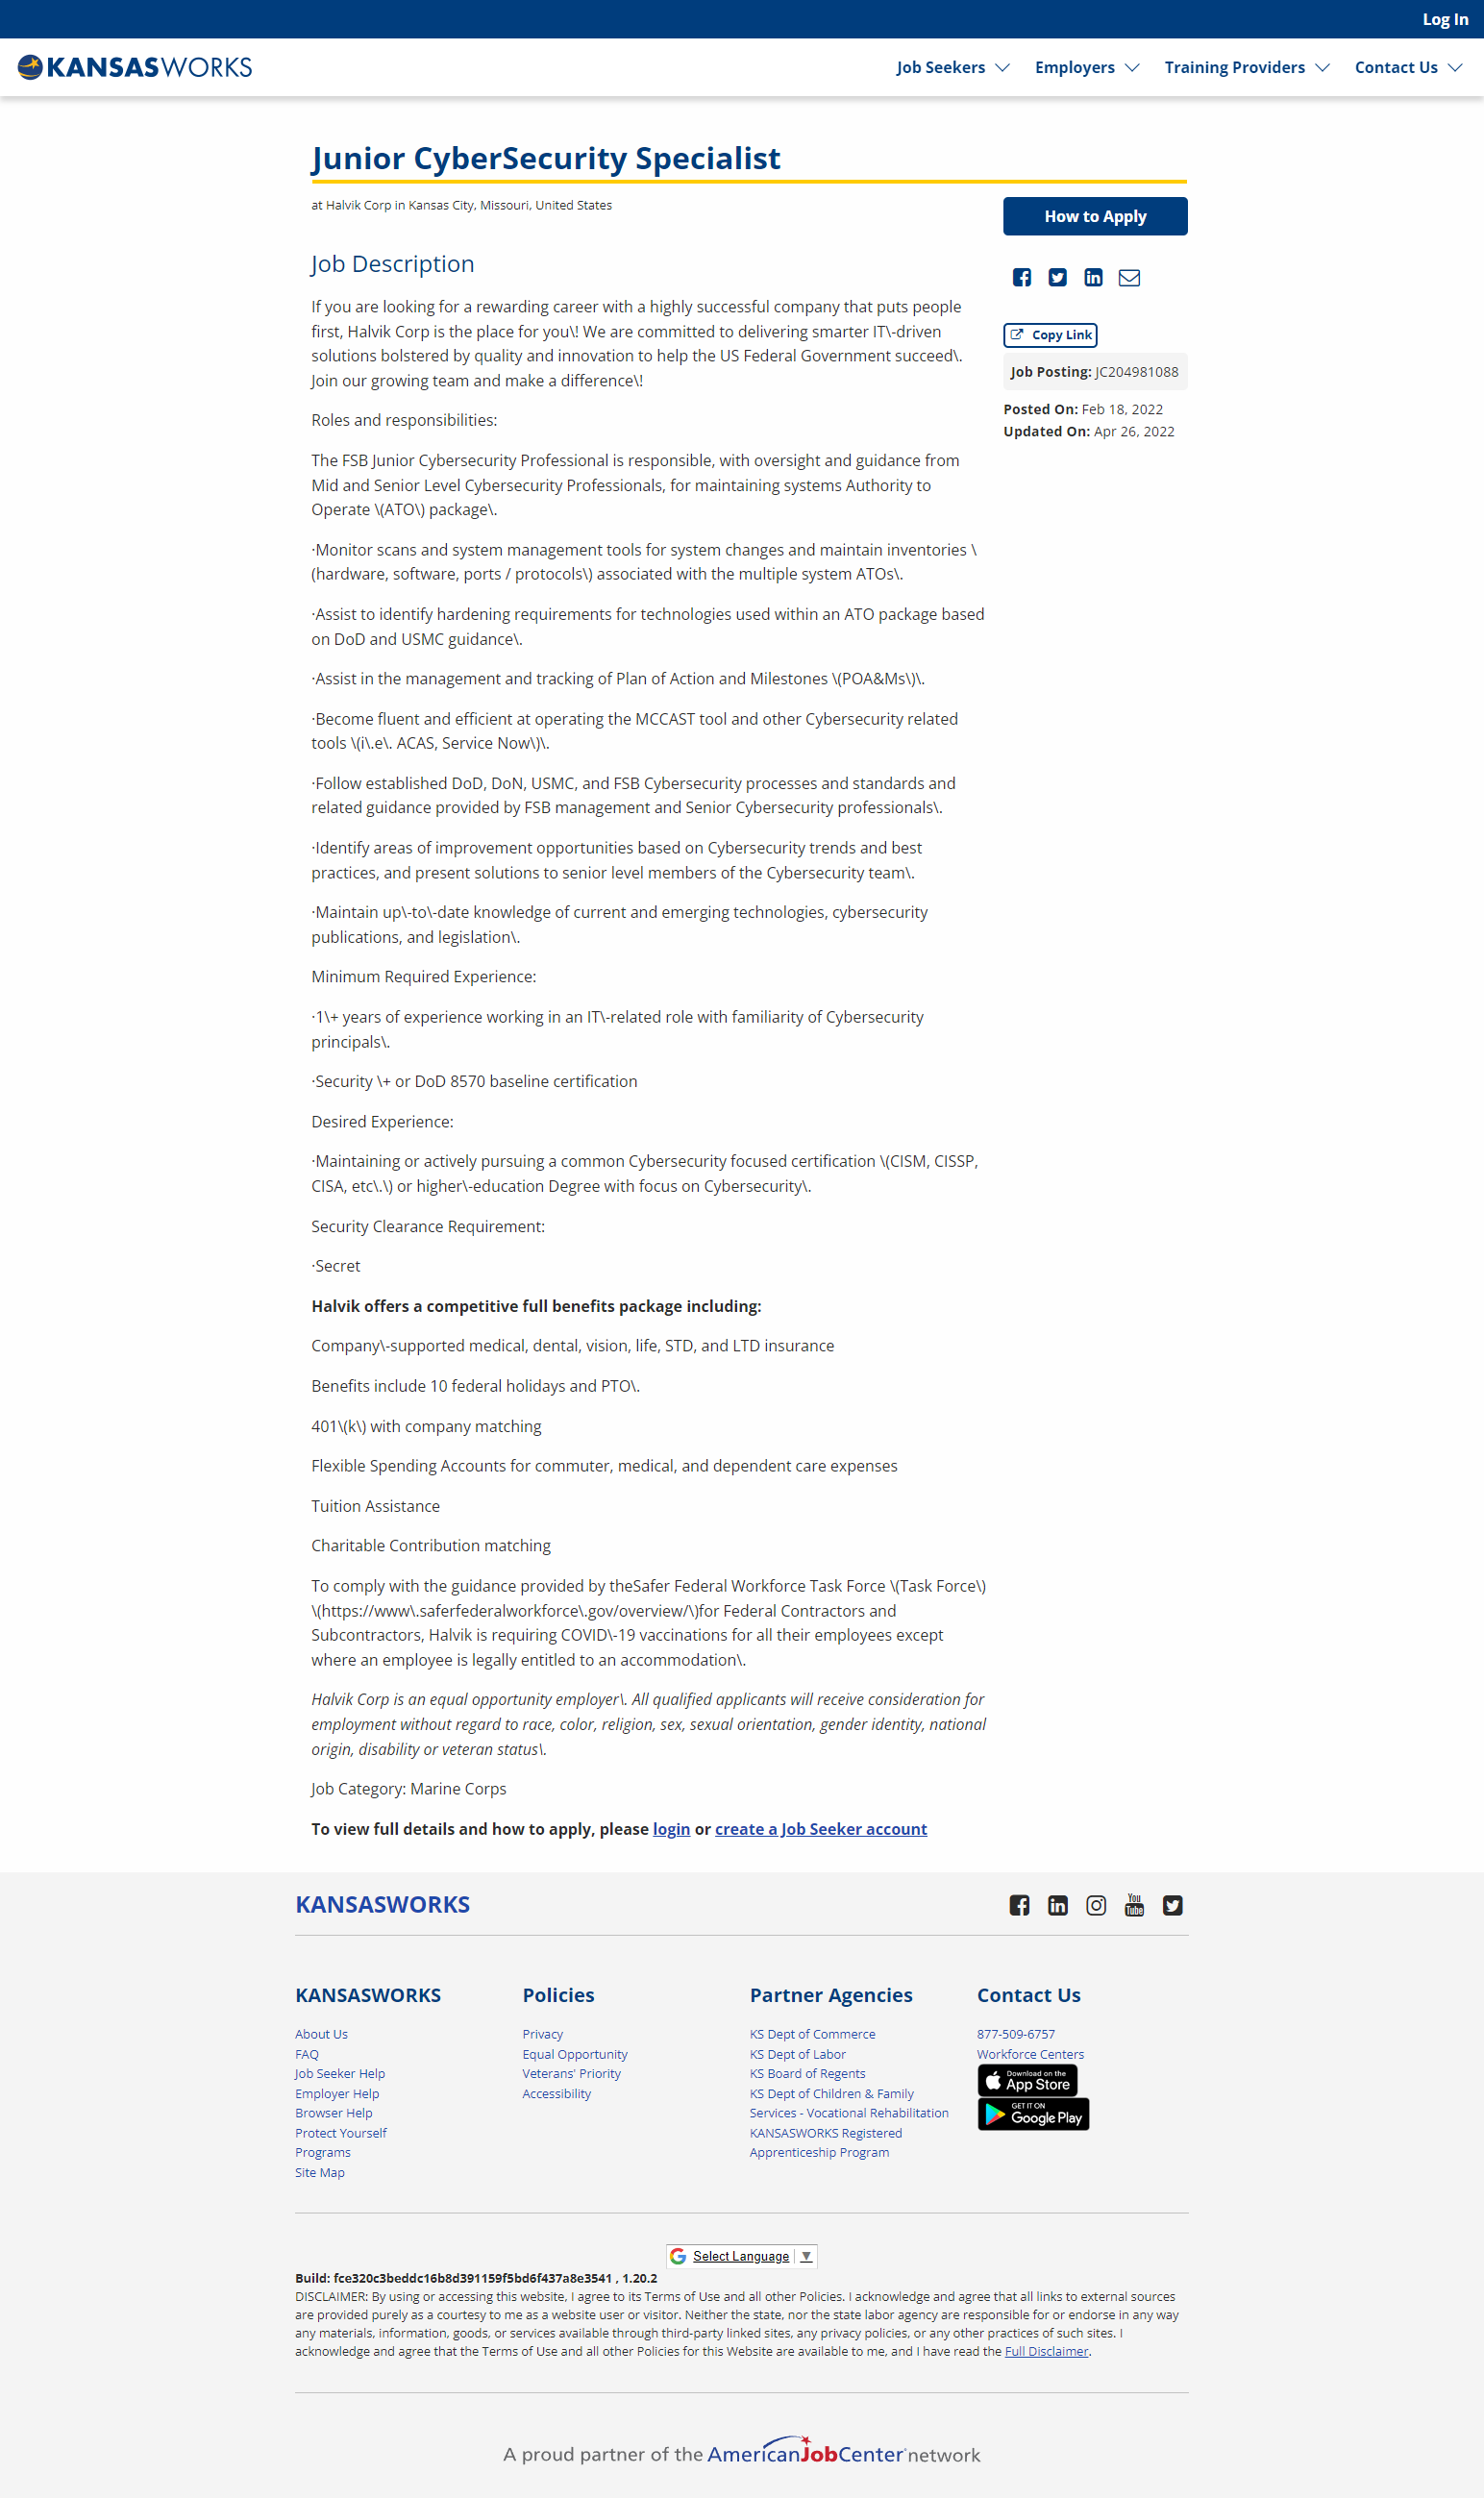 Log In
KANSASWORKS
Job Seekers Employers Training Providers Contact Us
Junior CyberSecurity Specialist
at Halvik Corp in Kansas City, Missouri, United States
How to Apply
Job Description
If you are looking for a rewarding career with a highly successful company that puts people
first, Halvik Corp is the place for you\! We are committed to delivering smarter IT\-driven
solutions bolstered by quality and innovation to help the US Federal Government succeed\.
Join our growing team and make a difference\!
Copy Link
Job Posting: JC204981088
Posted On: Feb 18, 2022
Updated On: Apr 26, 2022
Roles and responsibilities:
The FSB Junior Cybersecurity Professional is responsible, with oversight and guidance from
Mid and Senior Level Cybersecurity Professionals, for maintaining systems Authority to
Operate \(ATO\) package\.
·Monitor scans and system management tools for system changes and maintain inventories \
(hardware, software, ports / protocols\) associated with the multiple system ATOs\.
·Assist to identify hardening requirements for technologies used within an ATO package based
on DoD and USMC guidance\.
·Assist in the management and tracking of Plan of Action and Milestones \(POA&Ms\)\.
·Become fluent and efficient at operating the MCCAST tool and other Cybersecurity related
tools \(i\.e\. ACAS, Service Now\)\.
·Follow established DoD, DoN, USMC, and FSB Cybersecurity processes and standards and
related guidance provided by FSB management and Senior Cybersecurity professionals\.
·Identify areas of improvement opportunities based on Cybersecurity trends and best
practices, and present solutions to senior level members of the Cybersecurity team\.
·Maintain up\-to\-date knowledge of current and emerging technologies, cybersecurity
publications, and legislation\.
Minimum Required Experience:
·1\+ years of experience working in an IT\-related role with familiarity of Cybersecurity
principals\.
·Security \+ or DoD 8570 baseline certification
Desired Experience:
·Maintaining or actively pursuing a common Cybersecurity focused certification \(CISM, CISSP,
CISA, etc\.\) or higher\-education Degree with focus on Cybersecurity\.
Security Clearance Requirement:
·Secret
Halvik offers a competitive full benefits package including:
Company\-supported medical, dental, vision, life, STD, and LTD insurance
Benefits include 10 federal holidays and PTO\.
401\(k\) with company matching
Flexible Spending Accounts for commuter, medical, and dependent care expenses
Tuition Assistance
Charitable Contribution matching
To comply with the guidance provided by theSafer Federal Workforce Task Force \(Task Force\)
\(https://www\.saferfederalworkforce\.gov/overview/\)for Federal Contractors and
Subcontractors, Halvik is requiring COVID\-19 vaccinations for all their employees except
where an employee is legally entitled to an accommodation\.
Halvik Corp is an equal opportunity employer\. All qualified applicants will receive consideration for
employment without regard to race, color, religion, sex, sexual orientation, gender identity, national
origin, disability or veteran status\.
Job Category: Marine Corps
To view full details and how to apply, please login or create a Job Seeker account
KANSASWORKS
You
Tube
KANSASWORKS
About Us
FAQ
Job Seeker Help
Employer Help
Browser Help
Protect Yourself
Programs
Site Map
Policies
Privacy
Equal Opportunity
Veterans' Priority
Accessibility
Partner Agencies
KS Dept of Commerce
KS Dept of Labor
KS Board of Regents
KS Dept of Children & Family
Services - Vocational Rehabilitation
KANSASWORKS Registered
Apprenticeship Program
Contact Us
877-509-6757
Workforce Centers
Download on the
App Store
GET IT ON
Google Play
Select Language ▼
Build: fce320c3beddc16b8d391159f5bd6f437a8e3541 , 1.20.2
DISCLAIMER: By using or accessing this website, I agree to its Terms of Use and all other Policies. I acknowledge and agree that all links to external sources
are provided purely as a courtesy to me as a website user or visitor. Neither the state, nor the state labor agency are responsible for or endorse in any way
any materials, information, goods, or services available through third-party linked sites, any privacy policies, or any other practices of such sites. I
acknowledge and agree that the Terms of Use and all other Policies for this Website are available to me, and I have read the Full Disclaimer.
A proud partner of the AmericanJobCenter network